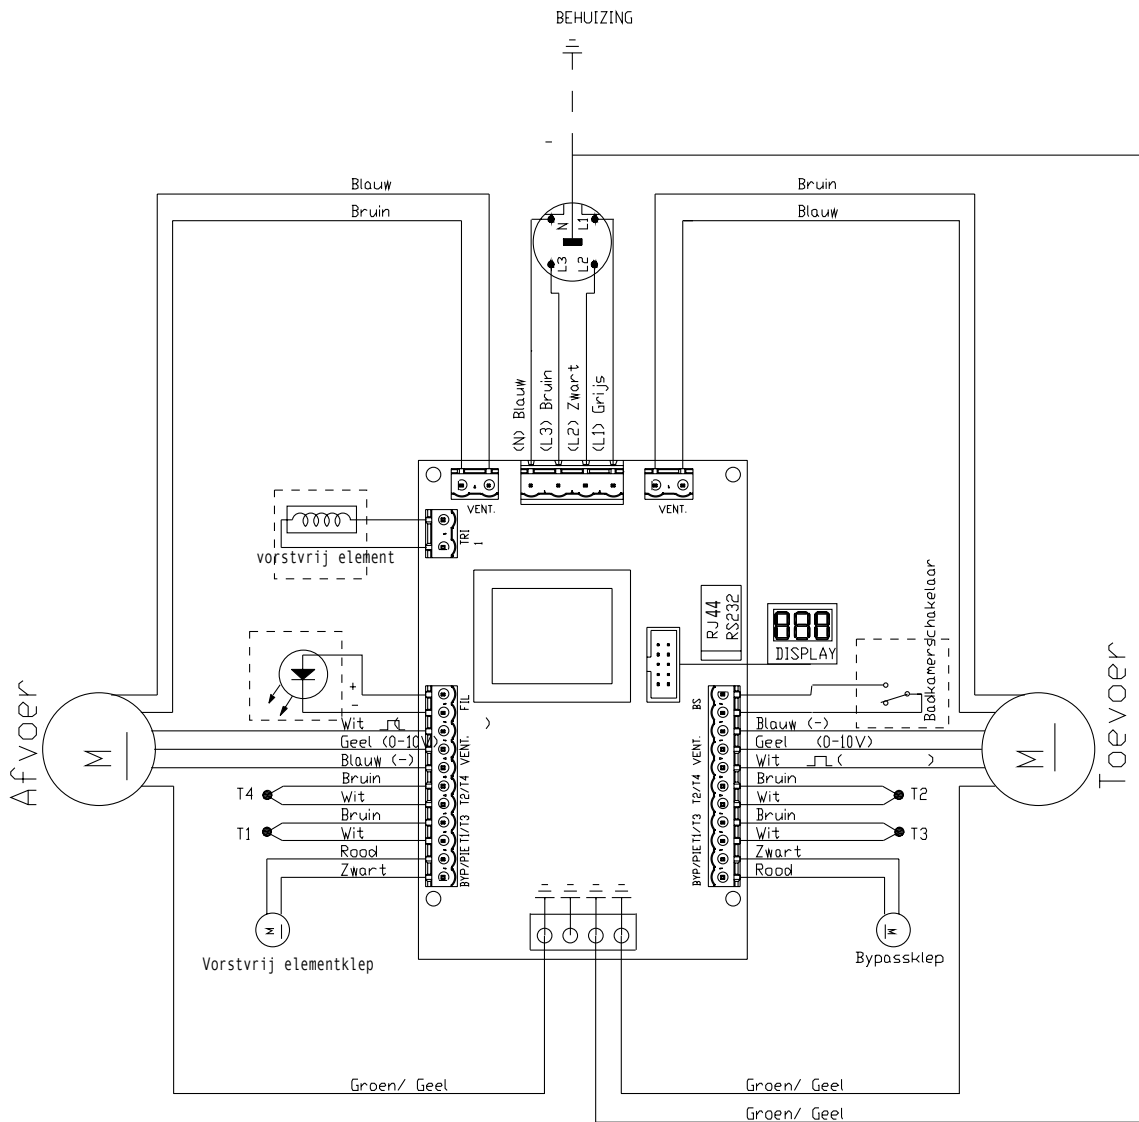 BEHUIZING
-
Blauw
Bruin
Bruin
Blauw
N
L1
L3
L2
(N) Blauw
(L3) Bruin
(L2) Zwart
(L1) Grijs
VENT.
VENT.
TRI
1
vorstvrij element
RJ44
RS232
888
DISPLAY
Badkamerschakelaar
+
-
FIL
BS
Wit ( )
Geel (0-10V)
Blauw (-)
VENT.
Blauw (-)
Geel (0-10V)
Wit ( )
VENT.
Afvoer
M
Toevoer
M
T4
Bruin
Wit
T2/T4
T2/T4
Bruin
Wit
T2
T1
Bruin
Wit
T1/T3
T1/T3
Bruin
Wit
T3
Rood
Zwart
BYP/PIE
BYP/PIE
Zwart
Rood
M
Vorstvrij elementklep
M
Bypassklep
Groen/ Geel
Groen/ Geel
Groen/ Geel